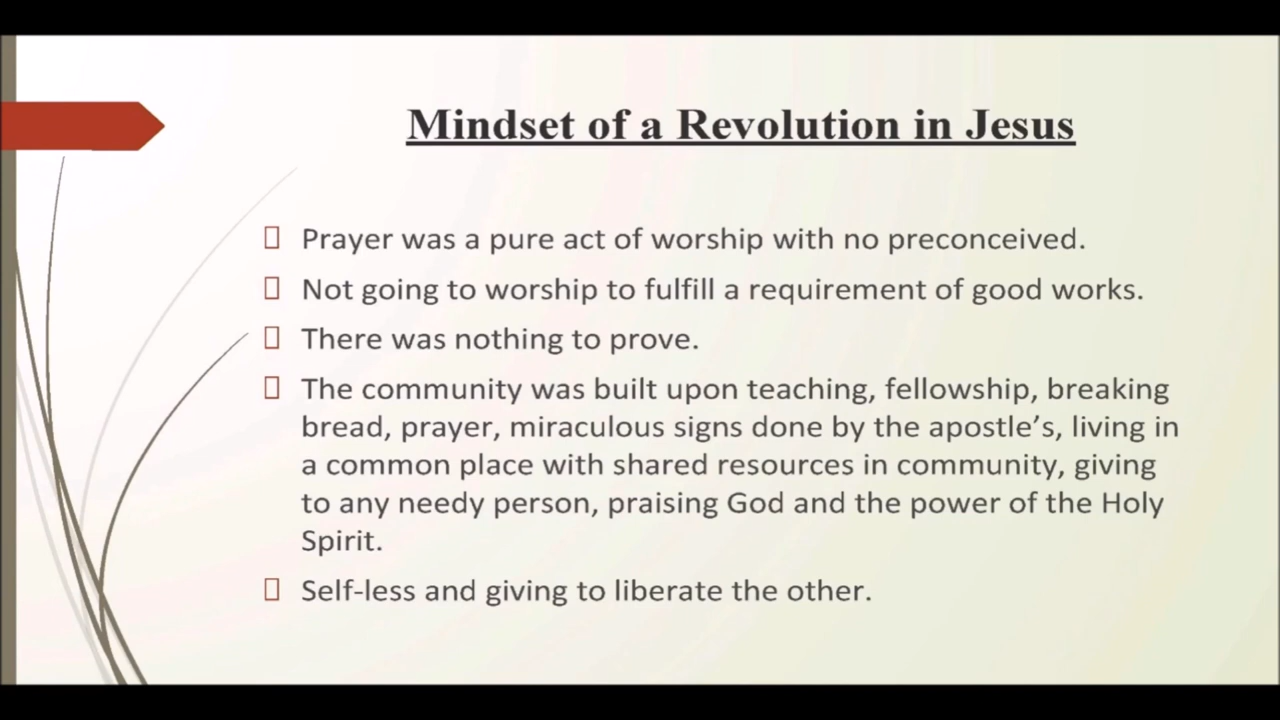 Mindset of a Revolution in Jesus
Prayer was a pure act of worship with no preconceived.
Not going to worship to fulfill a requirement of good works.
There was nothing to prove.
The community was built upon teaching, fellowship, breaking
bread, prayer, miraculous signs done by the apostle’s, living in
a common place with shared resources in community, giving
to any needy person, praising God and the power of the Holy
Spirit.
Self-less and giving to liberate the other.